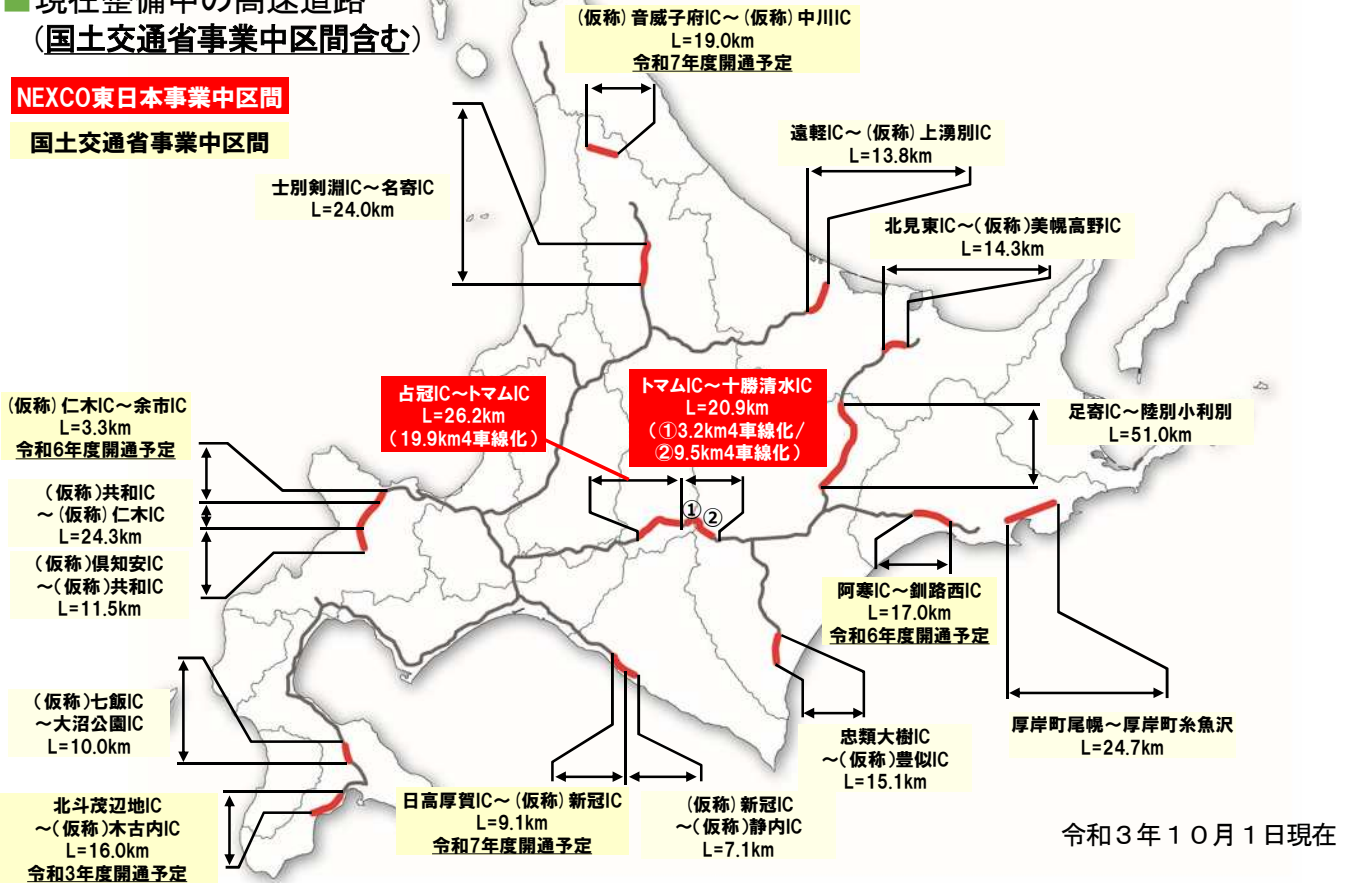 ■現在整備中の高速道路
(国土交通省事業中区間含む)
NEXCO東日本事業中区間
国土交通省事業中区間
(仮称)音威子府IC～(仮称)中川IC
L=19.0km
令和7年度開通予定
遠軽IC～(仮称)上湧別IC
L=13.8km
士別剣淵IC～名寄IC
L=24.0km
北見東IC～(仮称)美幌高野IC
L=14.3km
占冠IC～トマムIC
L=26.2km
(19.9km4車線化)
トマムIC～十勝清水IC
L=20.9km
(①3.2km4車線化/
②9.5km4車線化)
足寄IC～陸別小利別
L=51.0km
(仮称)仁木IC～余市IC
L=3.3km
令和6年度開通予定
(仮称)共和IC
～(仮称)仁木IC
L=24.3km
(仮称)倶知安IC
～(仮称)共和IC
L=11.5km
①
②
阿寒IC～釧路西IC
L=17.0km
令和6年度開通予定
(仮称)七飯IC
～大沼公園IC
L=10.0km
厚岸町尾幌～厚岸町糸魚沢
L=24.7km
忠類大樹IC
～(仮称)豊似IC
L=15.1km
北斗茂辺地IC
～(仮称)木古内IC
L=16.0km
令和3年度開通予定
日高厚賀IC～(仮称)新冠IC
L=9.1km
令和7年度開通予定
(仮称)新冠IC
～(仮称)静内IC
L=7.1km
令和３年１０月１日現在